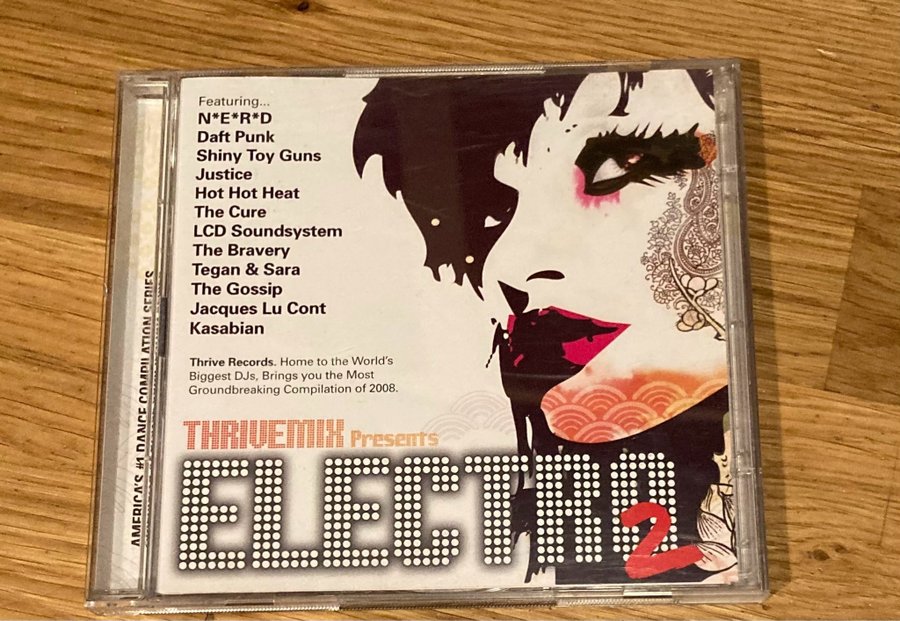 Featuring...
N*E*R*D
Daft Punk
Shiny Toy Guns
Justice
Hot Hot Heat
The Cure
LCD Soundsystem
The Bravery
Tegan & Sara
The Gossip
Jacques Lu Cont
Kasabian
Thrive Records. Home to the World's
Biggest DJs, Brings you the Most
Groundbreaking Compilation of 2008.
THRIVEMIX Presents
ELECTRO
2
AMERICA'S #1 DANCE COMPILATION SERIES